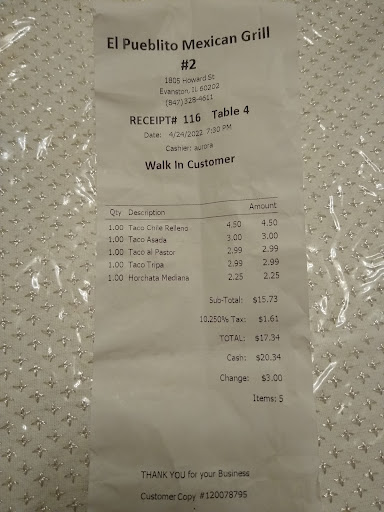 El Pueblito Mexican Grill
#2
1805 Howard St
Evanston, IL 60202
(847)328-4611
RECEIPT# 116 Table 4
Date: 4/24/2022 7:30 PM
Cashier: aurora
Walk In Customer
Qty Description Amount
1.00 Taco Chile Relleno 4.50 4.50
1.00 Taco Asada 3.00 3.00
1.00 Taco al Pastor 2.99 2.99
1.00 Taco Tripa 2.99 2.99
1.00 Horchata Mediana 2.25 2.25
Sub-Total: $15.73
10.250% Tax: $1.61
TOTAL: $17.34
Cash: $20.34
Change: $3.00
Items: 5
THANK YOU for your Business
Customer Copy #120078795